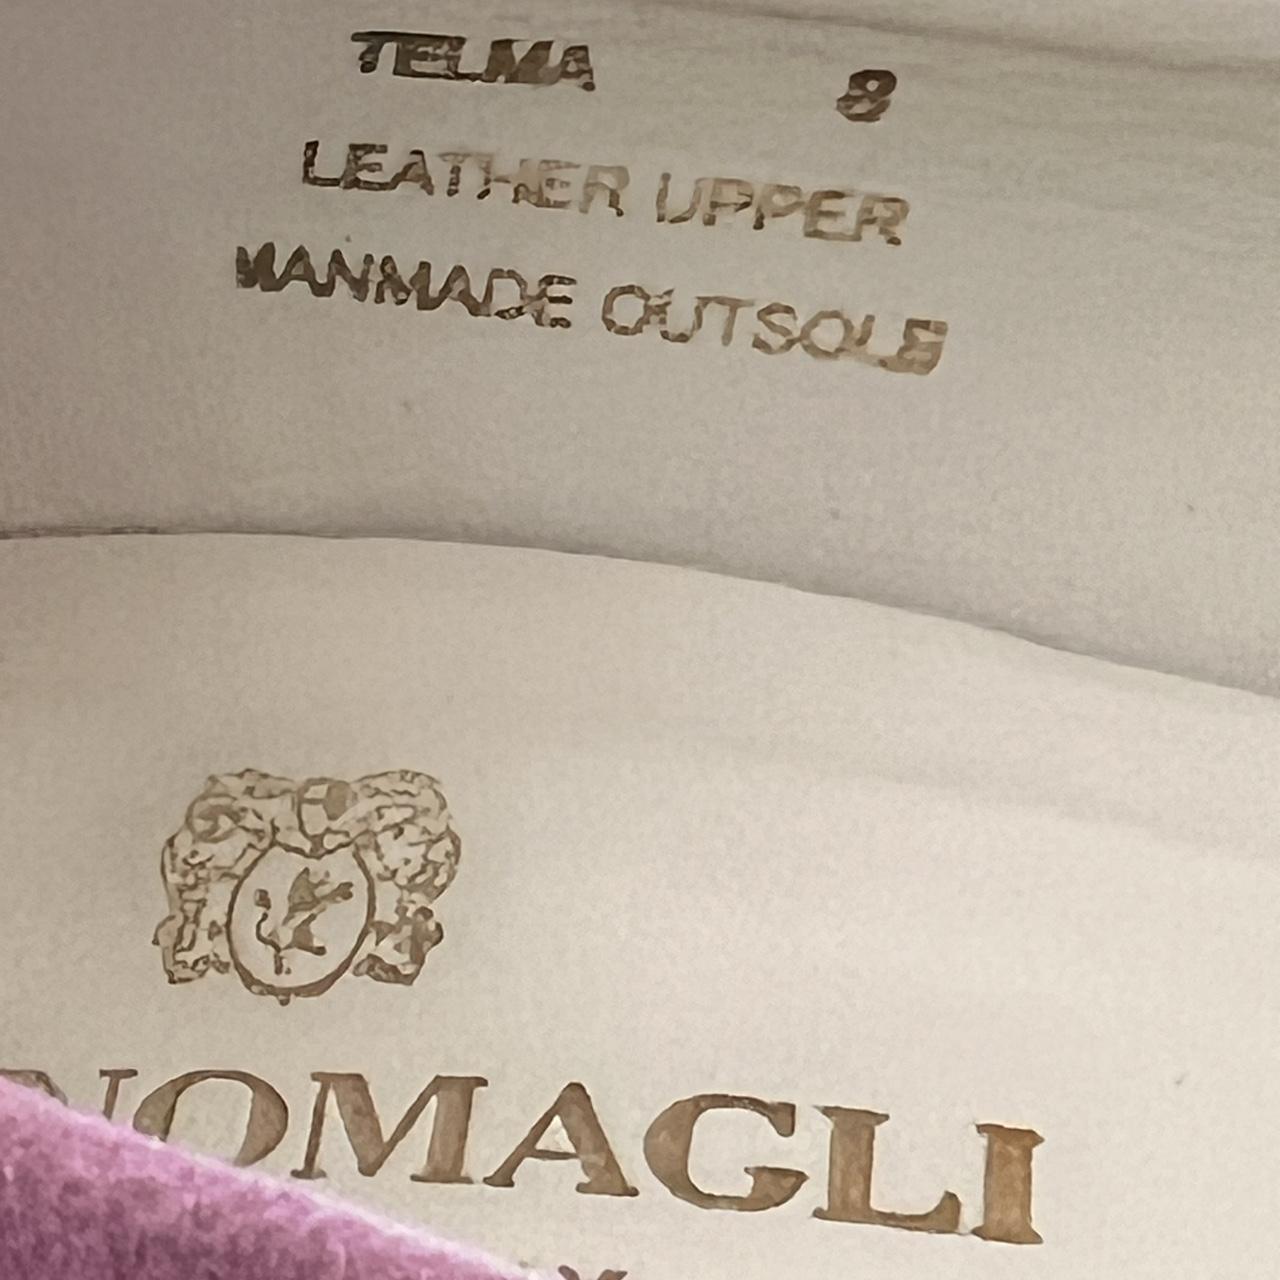 TELMA 8
LEATHER UPPER
MANMADE OUTSOLE
NOMAGLI